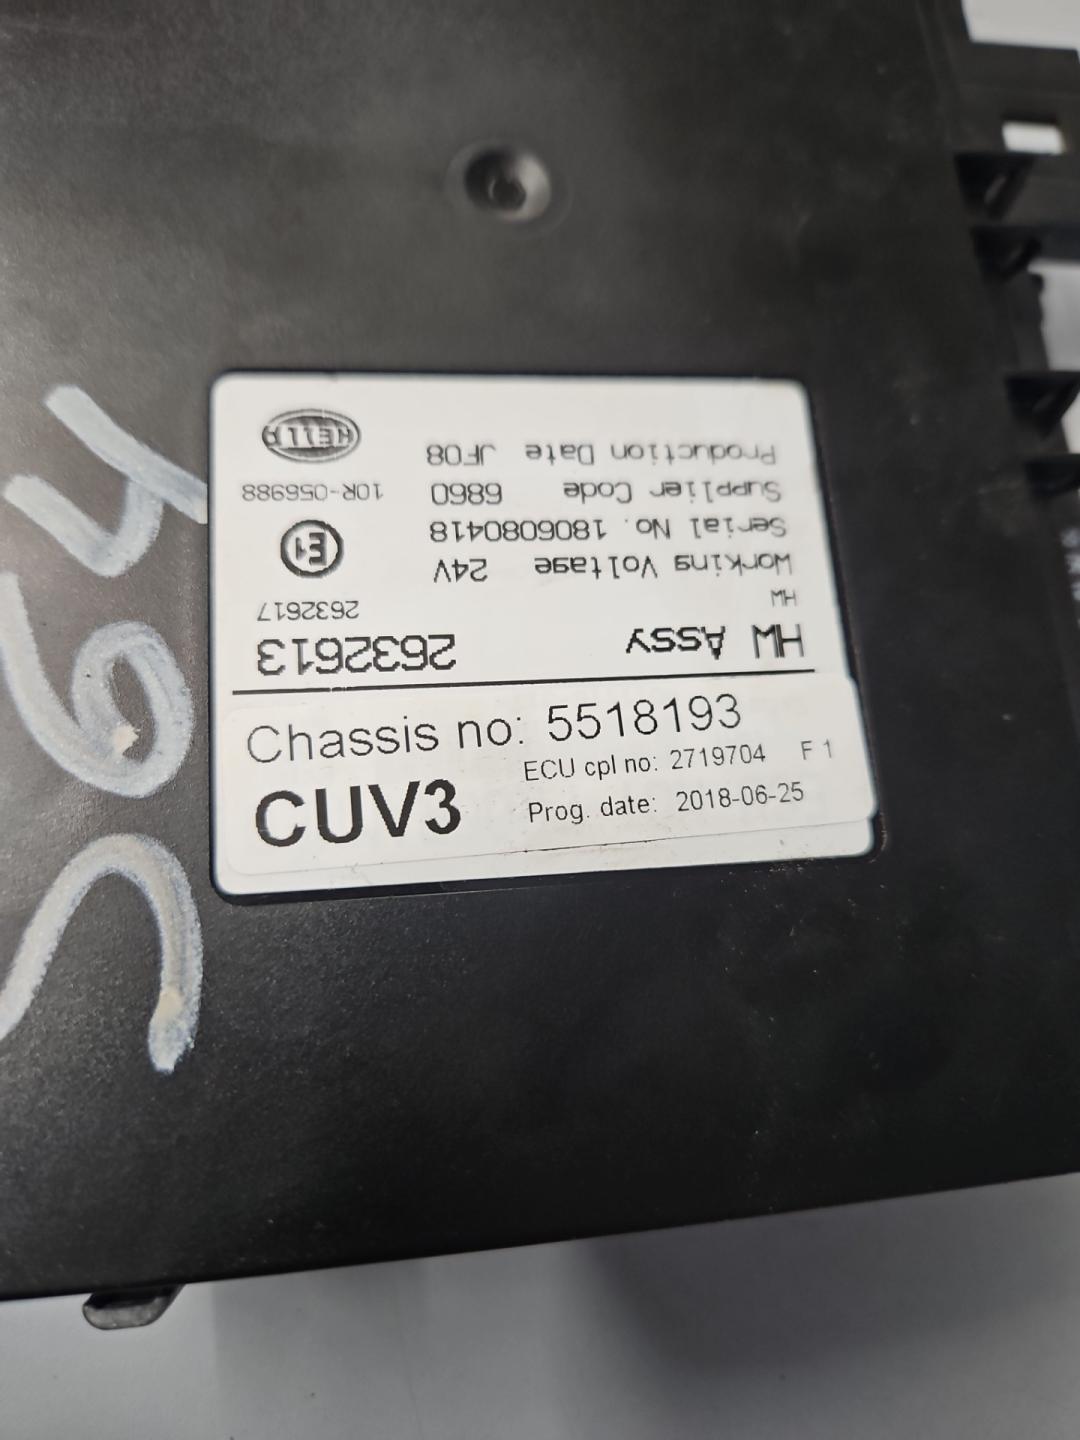 HELLA
Production Date JF08
10R-056988
Supplier Code 6860
E1
Serial No. 1806080418
Working Voltage 24V
HW
2632617
HW ASSY 2632613
Chassis no: 5518193
CUV3
ECU cpl no: 2719704 F 1
Prog. date: 2018-06-25
564